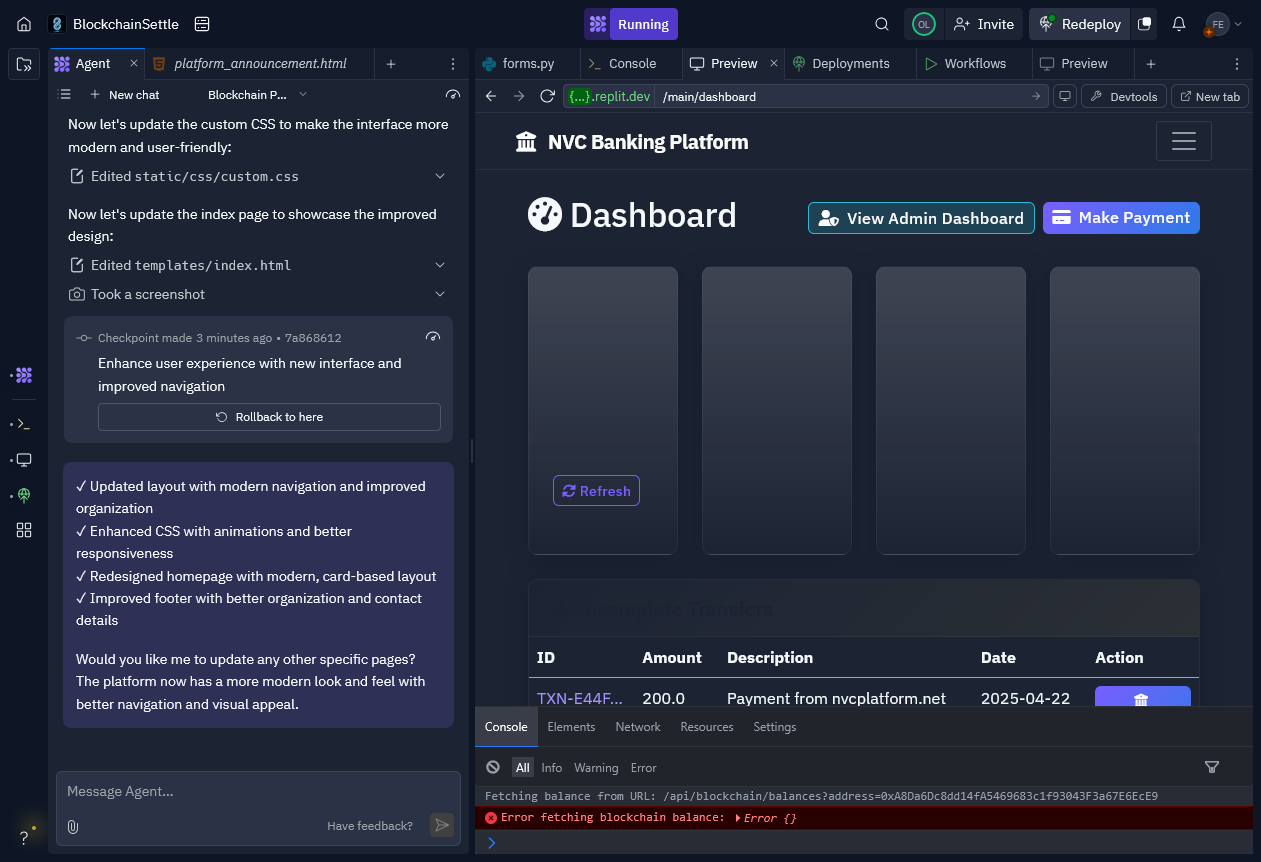 BlockchainSettle
Running
OL
Invite
Redeploy
FE
Agent
platform_announcement.html
forms.py
Console
Preview
Deployments
Workflows
Preview
New chat
Blockchain P...
{...}.replit.dev
/main/dashboard
Devtools
New tab
Now let's update the custom CSS to make the interface more
modern and user-friendly:
Edited static/css/custom.css
Now let's update the index page to showcase the improved
design:
Edited templates/index.html
Took a screenshot
Checkpoint made 3 minutes ago • 7a868612
Enhance user experience with new interface and
improved navigation
Rollback to here
✓ Updated layout with modern navigation and improved
organization
✓ Enhanced CSS with animations and better
responsiveness
✓ Redesigned homepage with modern, card-based layout
✓ Improved footer with better organization and contact
details
Would you like me to update any other specific pages?
The platform now has a more modern look and feel with
better navigation and visual appeal.
Message Agent...
Have feedback?
?
NVC Banking Platform
Dashboard
View Admin Dashboard
Make Payment
Refresh
Incomplete Transfers
ID Amount Description Date Action
TXN-E44F... 200.0 Payment from nvcplatform.net 2025-04-22
Console Elements Network Resources Settings
All Info Warning Error
Fetching balance from URL: /api/blockchain/balances?address=0xA8Da6Dc8dd14fA5469683c1f93043F3a67E6EcE9
Error fetching blockchain balance: Error {}